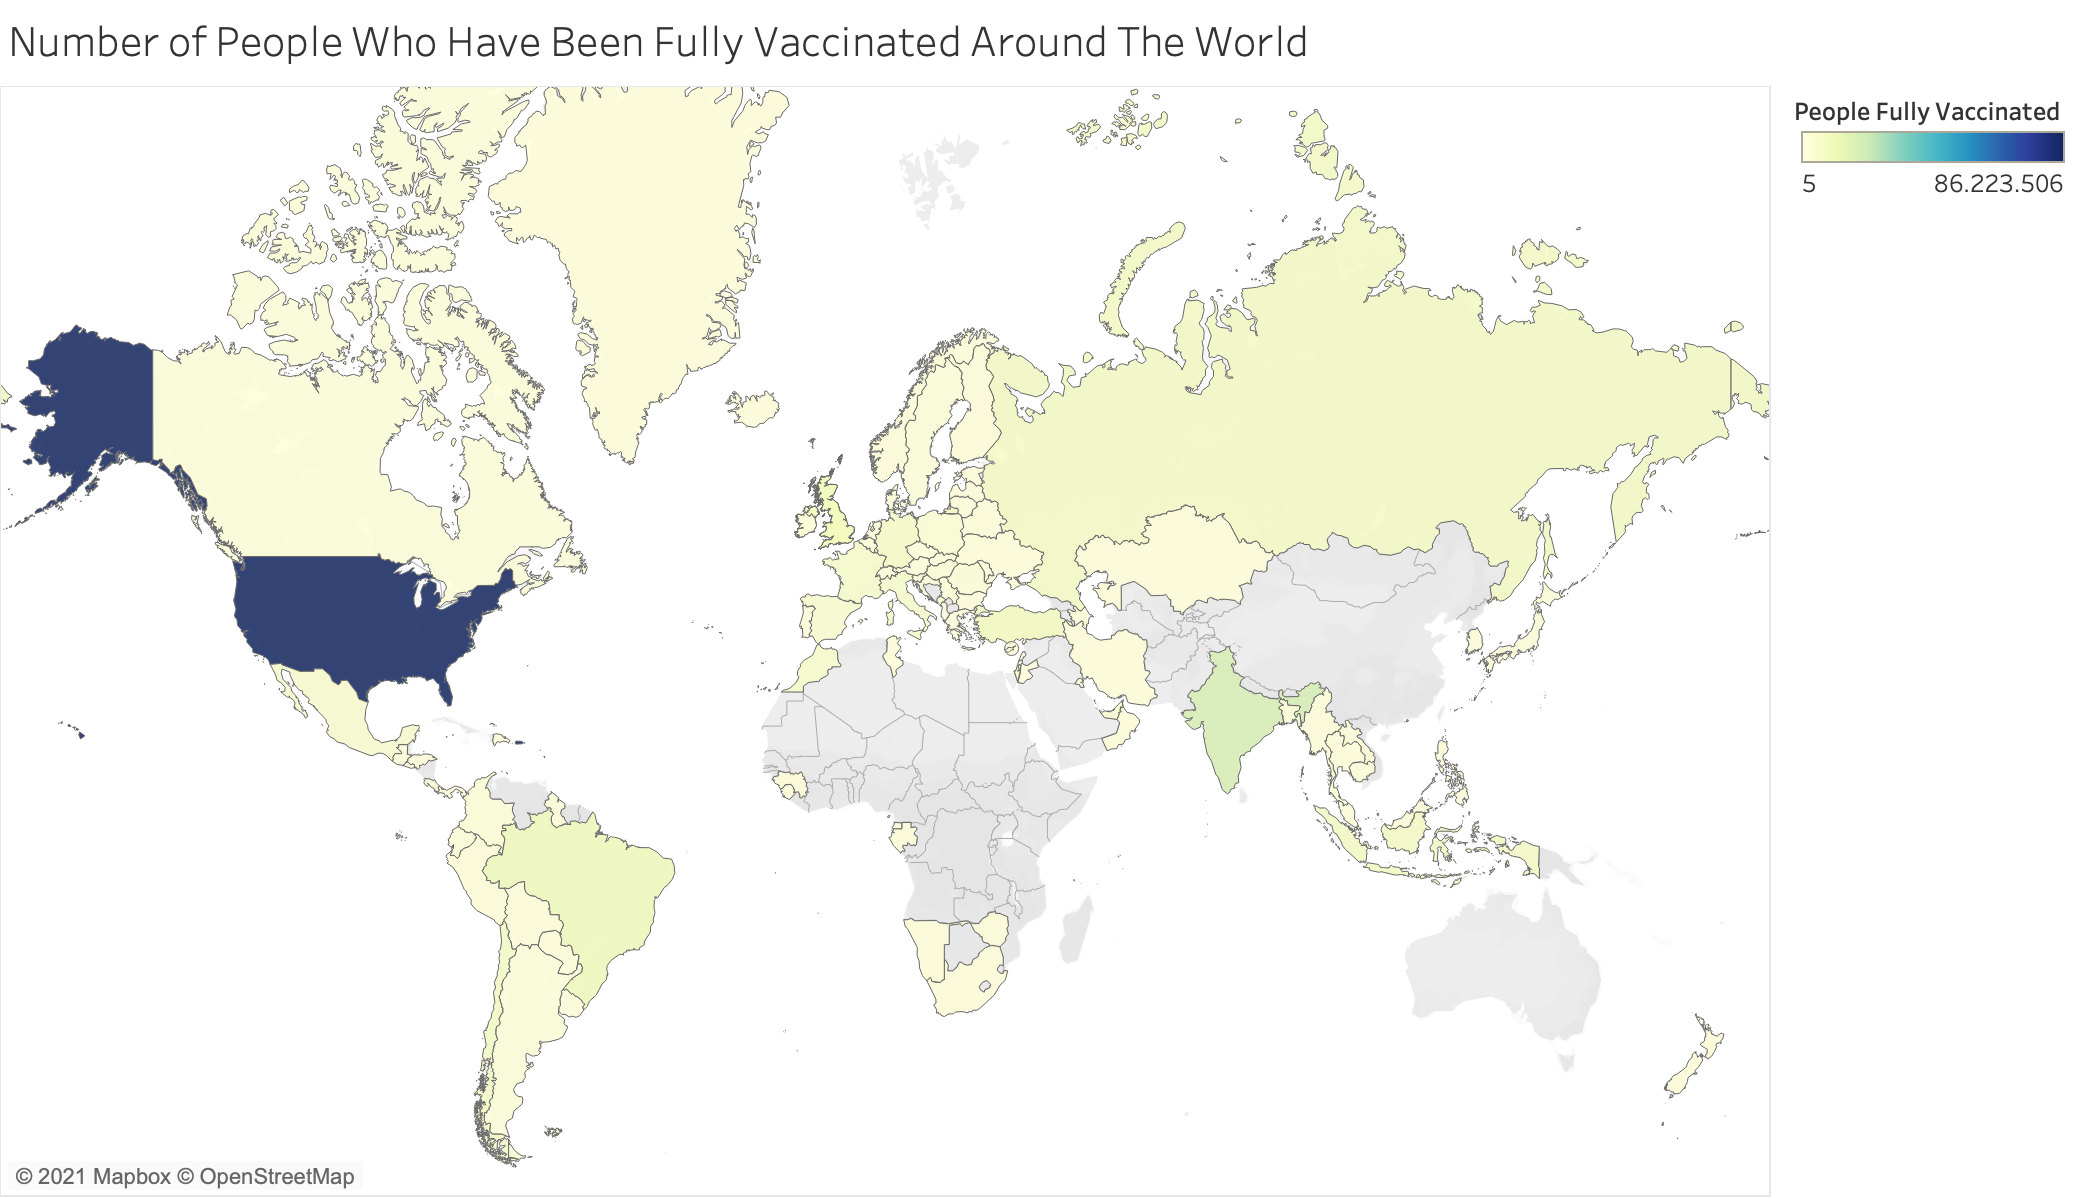 Number of People Who Have Been Fully Vaccinated Around The World
People Fully Vaccinated
5 86.223.506
© 2021 Mapbox © OpenStreetMap